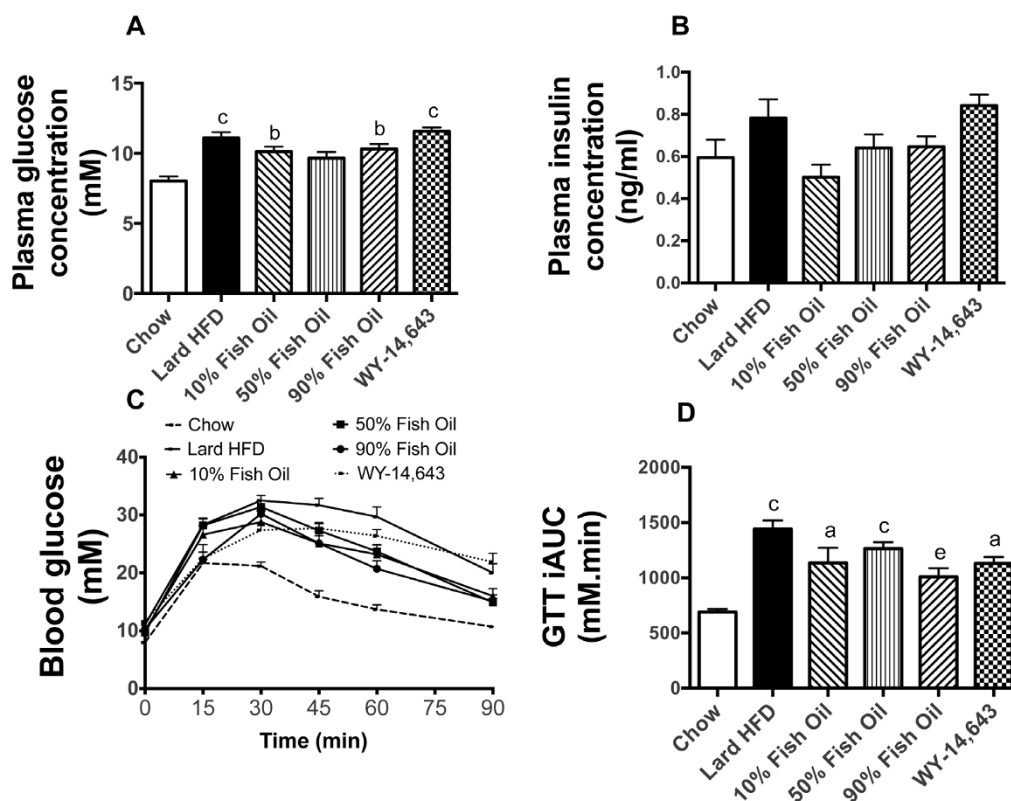 A
Plasma glucose
concentration
(mM)
15
10
5
0
c
b
b
c
Chow
Lard HFD
10% Fish Oil
50% Fish Oil
90% Fish Oil
WY-14,643
B
Plasma insulin
concentration
(ng/ml)
1.0
0.8
0.6
0.4
0.2
0.0
Chow
Lard HFD
10% Fish Oil
50% Fish Oil
90% Fish Oil
WY-14,643
C
Chow
Lard HFD
10% Fish Oil
50% Fish Oil
90% Fish Oil
WY-14,643
Blood glucose
(mM)
40
30
20
10
0
0 15 30 45 60 75 90
Time (min)
D
GTT iAUC
(mM.min)
2000
1500
1000
500
0
c
a
c
e
a
Chow
Lard HFD
10% Fish Oil
50% Fish Oil
90% Fish Oil
WY-14,643